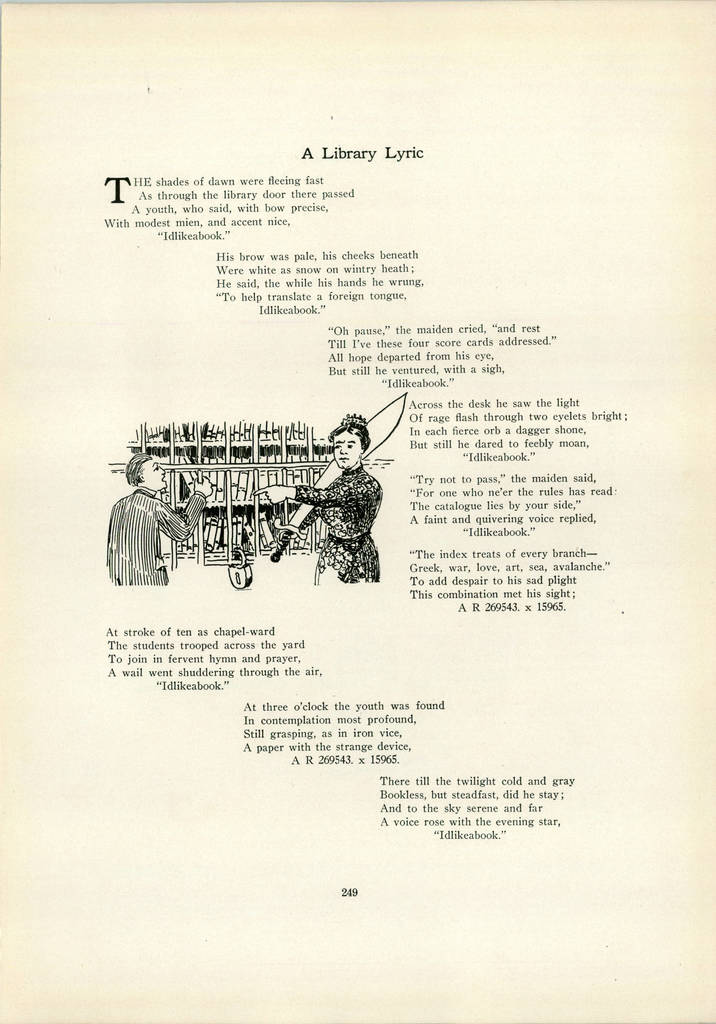 A Library Lyric
THE shades of dawn were fleeing fast
As through the library door there passed
A youth, who said, with bow precise,
With modest mien, and accent nice,
"Idlikeabook."
His brow was pale, his cheeks beneath
Were white as snow on wintry heath;
He said, the while his hands he wrung,
"To help translate a foreign tongue,
Idlikeabook."
"Oh pause," the maiden cried, "and rest
Till I've these four score cards addressed."
All hope departed from his eye,
But still he ventured, with a sigh,
"Idlikeabook."
Across the desk he saw the light
Of rage flash through two eyelets bright;
In each fierce orb a dagger shone,
But still he dared to feebly moan,
"Idlikeabook."
"Try not to pass," the maiden said,
"For one who ne'er the rules has read:
The catalogue lies by your side,"
A faint and quivering voice replied,
"Idlikeabook."
"The index treats of every branch—
Greek, war, love, art, sea, avalanche."
To add despair to his sad plight
This combination met his sight;
A R 269543. x 15965.
At stroke of ten as chapel-ward
The students trooped across the yard
To join in fervent hymn and prayer,
A wail went shuddering through the air,
"Idlikeabook."
At three o'clock the youth was found
In contemplation most profound,
Still grasping, as in iron vice,
A paper with the strange device,
A R 269543. x 15965.
There till the twilight cold and gray
Bookless, but steadfast, did he stay;
And to the sky serene and far
A voice rose with the evening star,
"Idlikeabook."
249